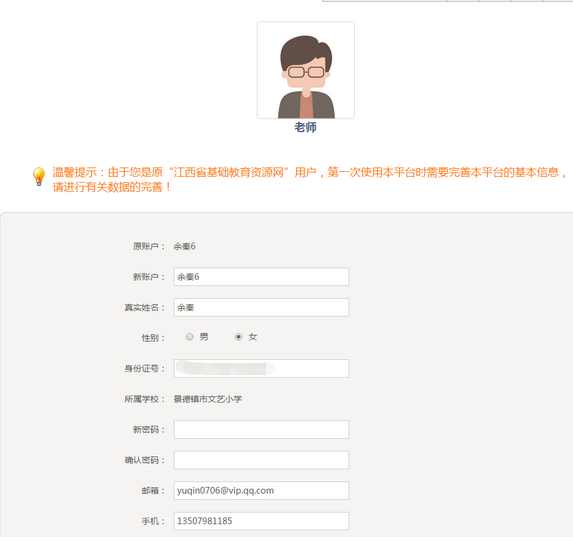 老师
温馨提示：由于您是原“江西省基础教育资源网”用户，第一次使用本平台时需要完善本平台的基本信息，
请进行有关数据的完善！
原账户： 余秦6
新账户： 余秦6
真实姓名： 余秦
性别： 男 女
身份证号：
所属学校： 景德镇市文艺小学
新密码：
确认密码：
邮箱： yuqin0706@vip.qq.com
手机： 13507981185